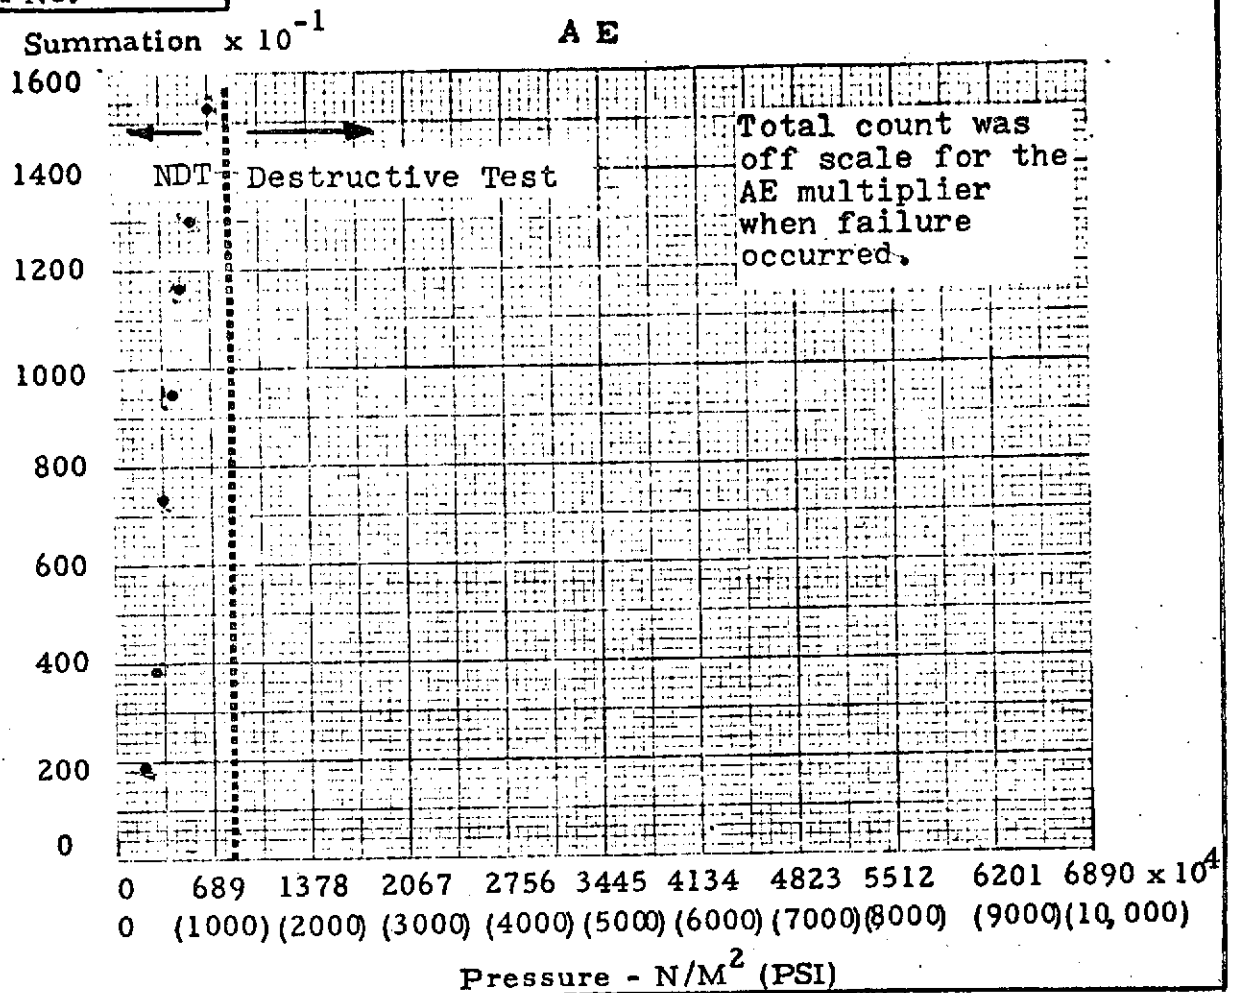 Summation x 10^-1
A E
1600
1400
1200
1000
800
600
400
200
0
NDT Destructive Test
Total count was
off scale for the
AE multiplier
when failure
occurred.
0 689 1378 2067 2756 3445 4134 4823 5512 6201 6890 x 10^4
0 (1000) (2000) (3000) (4000) (5000) (6000) (7000) (8000) (9000) (10,000)
Pressure - N/M^2 (PSI)